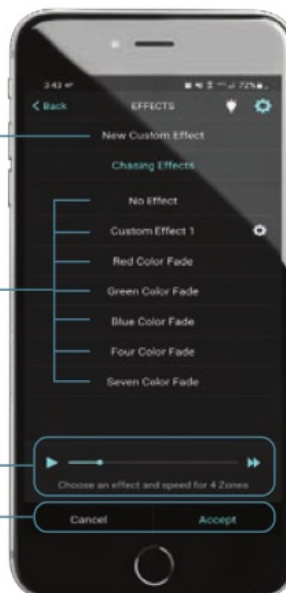 3:43
72%
< Back EFFECTS
New Custom Effect
Chasing Effects
No Effect
Custom Effect 1
Red Color Fade
Green Color Fade
Blue Color Fade
Four Color Fade
Seven Color Fade
Choose an effect and speed for 4 Zones
Cancel Accept